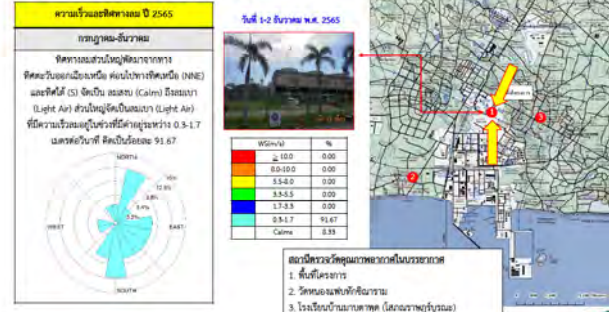 ความเร็วและทิศทางลม ปี 2565
กรกฎาคม-ธันวาคม
ทิศทางลมส่วนใหญ่พัดมาจากทาง
ทิศตะวันออกเฉียงเหนือ ค่อนไปทางทิศเหนือ (NNE)
และทิศใต้ (S) จัดเป็น ลมสงบ (Calm) ถึงลมเบา
(Light Air) ส่วนใหญ่จัดเป็นลมเบา (Light Air)
ที่มีความเร็วลมอยู่ในช่วงที่มีค่าอยู่ระหว่าง 0.3-1.7
เมตรต่อวินาที คิดเป็นร้อยละ 91.67
NORTH
WEST
EAST
SOUTH
วันที่ 1-2 ธันวาคม พ.ศ. 2565
WS(m/s) %
≥ 10.0 0.00
8.0-10.0 0.00
5.5-8.0 0.00
3.3-5.5 0.00
1.7-3.3 0.00
0.3-1.7 91.67
Calms 8.33
1
3
2
สถานีตรวจวัดคุณภาพอากาศในบรรยากาศ
1. พื้นที่โครงการ
2. วัดหนองแฟบทักษิณาราม
3. โรงเรียนบ้านมาบตาพุด (โสภณราษฎร์บูรณะ)